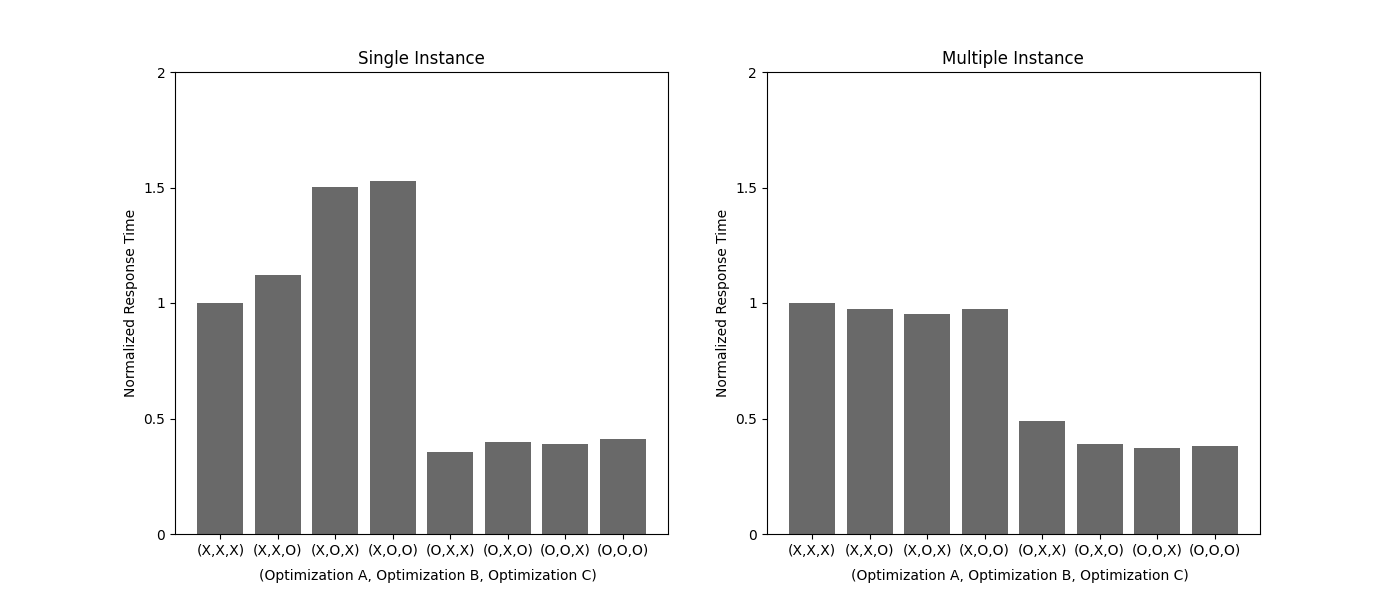 Single Instance
Normalized Response Time
2
1.5
1
0.5
0
(X,X,X) (X,X,O) (X,O,X) (X,O,O) (O,X,X) (O,X,O) (O,O,X) (O,O,O)
(Optimization A, Optimization B, Optimization C)
Multiple Instance
Normalized Response Time
2
1.5
1
0.5
0
(X,X,X) (X,X,O) (X,O,X) (X,O,O) (O,X,X) (O,X,O) (O,O,X) (O,O,O)
(Optimization A, Optimization B, Optimization C)